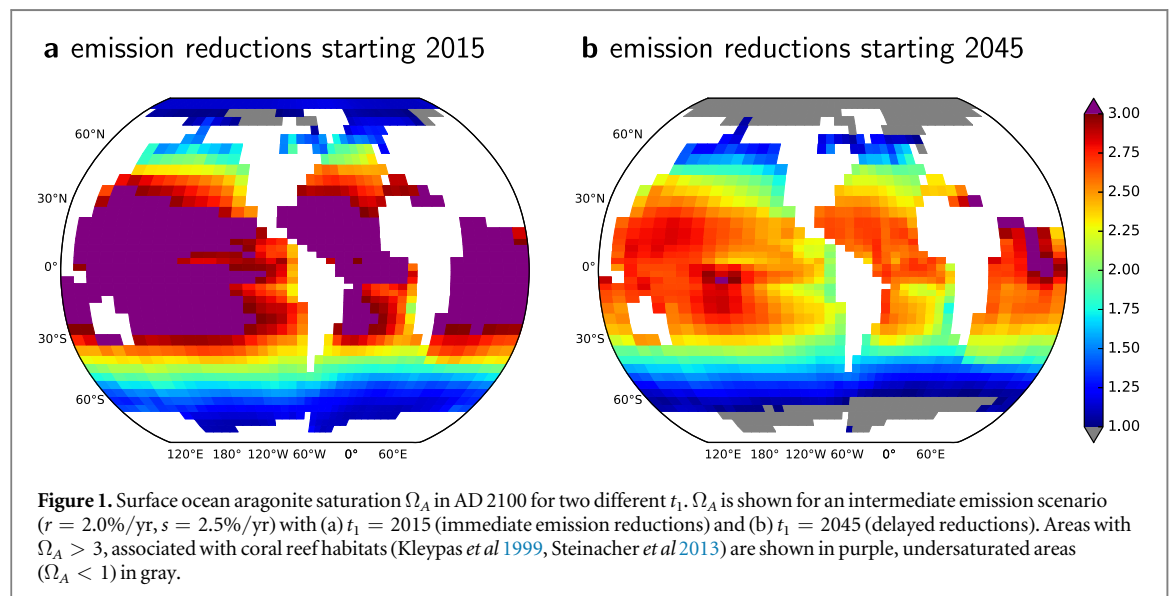 a emission reductions starting 2015
b emission reductions starting 2045
60°N
30°N
0°
30°S
60°S
120°E 180° 120°W 60°W 0° 60°E
60°N
30°N
0°
30°S
60°S
120°E 180° 120°W 60°W 0° 60°E
3.00
2.75
2.50
2.25
2.00
1.75
1.50
1.25
1.00
Figure 1. Surface ocean aragonite saturation Ω_A in AD 2100 for two different t₁. Ω_A is shown for an intermediate emission scenario
(r = 2.0%/yr, s = 2.5%/yr) with (a) t₁ = 2015 (immediate emission reductions) and (b) t₁ = 2045 (delayed reductions). Areas with
Ω_A > 3, associated with coral reef habitats (Kleypas et al 1999, Steinacher et al 2013) are shown in purple, undersaturated areas
(Ω_A < 1) in gray.